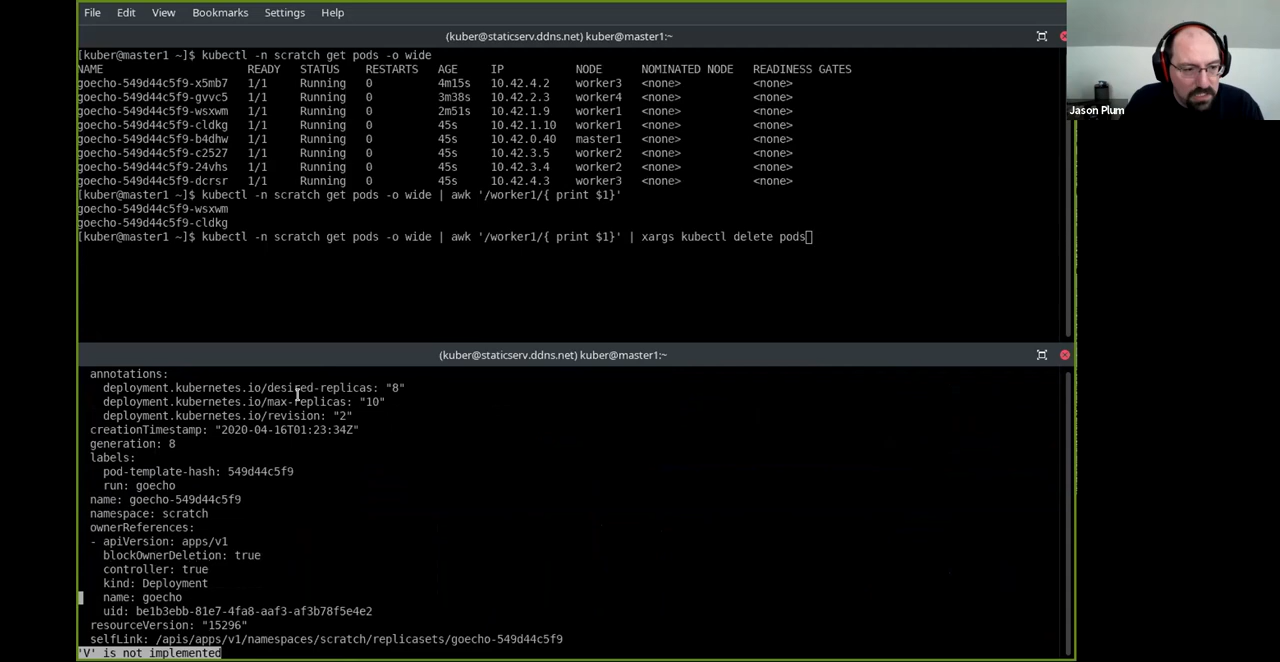 File Edit View Bookmarks Settings Help
(kuber@staticserv.ddns.net) kuber@master1:~
[kuber@master1 ~]$ kubectl -n scratch get pods -o wide
NAME READY STATUS RESTARTS AGE IP NODE NOMINATED NODE READINESS GATES
goecho-549d44c5f9-x5mb7 1/1 Running 0 4m15s 10.42.4.2 worker3 <none> <none>
goecho-549d44c5f9-gvvc5 1/1 Running 0 3m38s 10.42.2.3 worker4 <none> <none>
goecho-549d44c5f9-wsxwm 1/1 Running 0 2m51s 10.42.1.9 worker1 <none> <none>
goecho-549d44c5f9-cldkg 1/1 Running 0 45s 10.42.1.10 worker1 <none> <none>
goecho-549d44c5f9-b4dhw 1/1 Running 0 45s 10.42.0.40 master1 <none> <none>
goecho-549d44c5f9-c2527 1/1 Running 0 45s 10.42.3.5 worker2 <none> <none>
goecho-549d44c5f9-24vhs 1/1 Running 0 45s 10.42.3.4 worker2 <none> <none>
goecho-549d44c5f9-dcrsr 1/1 Running 0 45s 10.42.4.3 worker3 <none> <none>
[kuber@master1 ~]$ kubectl -n scratch get pods -o wide | awk '/worker1/{ print $1}'
goecho-549d44c5f9-wsxwm
goecho-549d44c5f9-cldkg
[kuber@master1 ~]$ kubectl -n scratch get pods -o wide | awk '/worker1/{ print $1}' | xargs kubectl delete pods
Jason Plum
(kuber@staticserv.ddns.net) kuber@master1:~
annotations:
deployment.kubernetes.io/desired-replicas: "8"
deployment.kubernetes.io/max-replicas: "10"
deployment.kubernetes.io/revision: "2"
creationTimestamp: "2020-04-16T01:23:34Z"
generation: 8
labels:
pod-template-hash: 549d44c5f9
run: goecho
name: goecho-549d44c5f9
namespace: scratch
ownerReferences:
- apiVersion: apps/v1
blockOwnerDeletion: true
controller: true
kind: Deployment
name: goecho
uid: be1b3ebb-81e7-4fa8-aaf3-af3b78f5e4e2
resourceVersion: "15296"
selfLink: /apis/apps/v1/namespaces/scratch/replicasets/goecho-549d44c5f9
'V' is not implemented